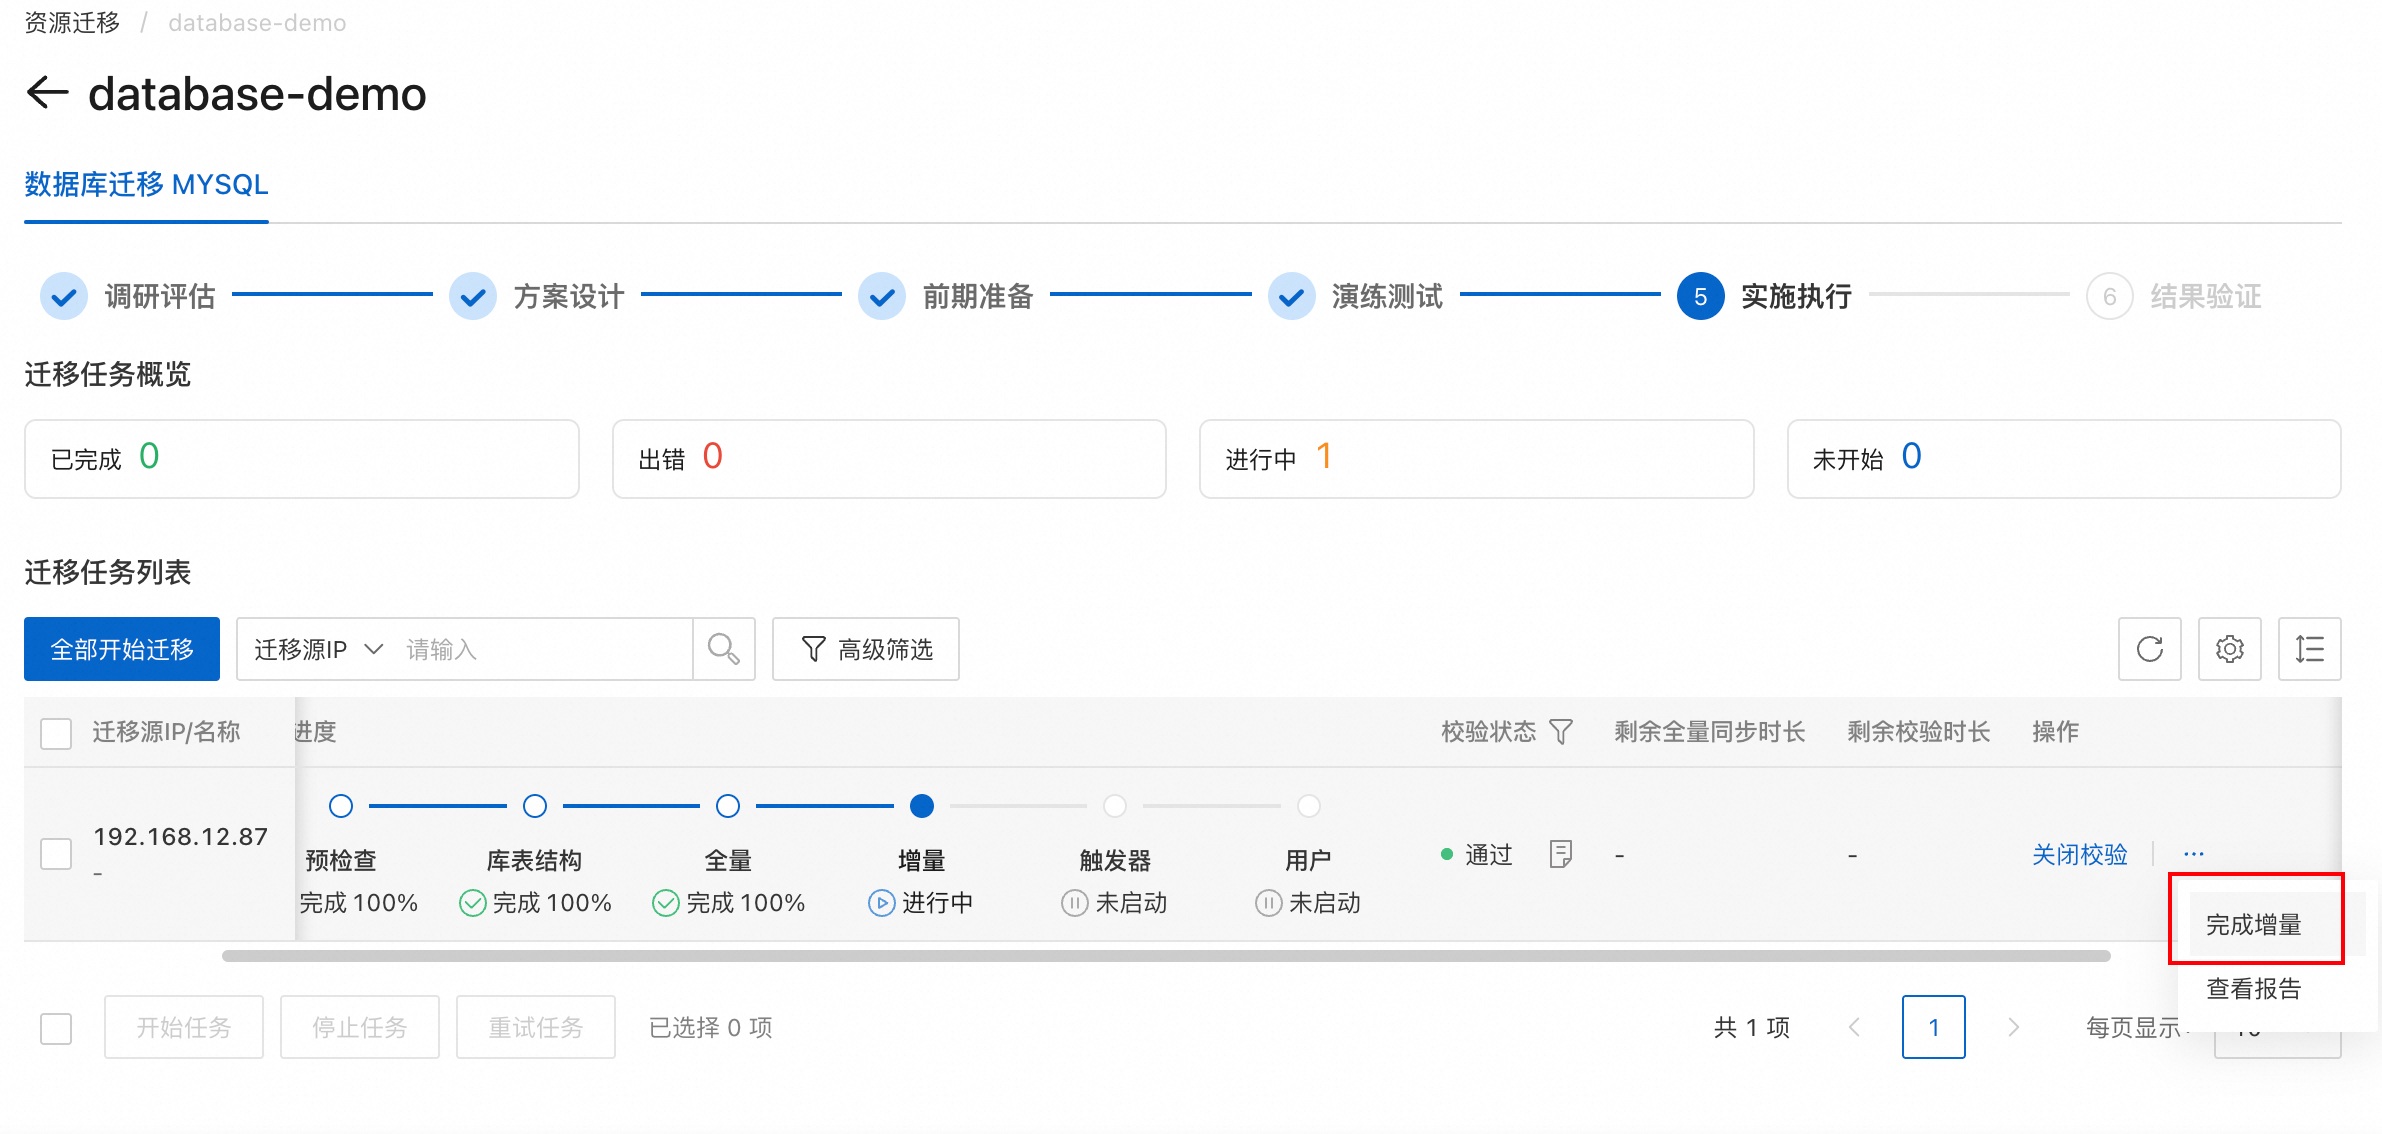 资源迁移 / database-demo
database-demo
数据库迁移 MYSQL
调研评估 方案设计 前期准备 演练测试 5 实施执行 6 结果验证
迁移任务概览
已完成 0 出错 0 进行中 1 未开始 0
迁移任务列表
全部开始迁移 迁移源IP 请输入 高级筛选
迁移源IP/名称 进度 校验状态 剩余全量同步时长 剩余校验时长 操作
192.168.12.87
-
预检查 库表结构 全量 增量 触发器 用户
完成 100% 完成 100% 完成 100% 进行中 未启动 未启动
通过 - - 关闭校验 ...
完成增量
查看报告
开始任务 停止任务 重试任务 已选择 0 项 共 1 项 1 每页显示